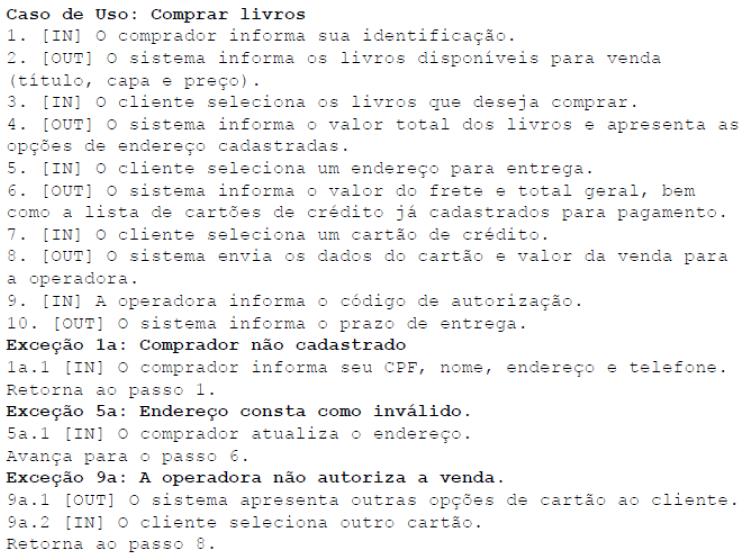 Caso de Uso: Comprar livros
1. [IN] O comprador informa sua identificação.
2. [OUT] O sistema informa os livros disponíveis para venda
(título, capa e preço).
3. [IN] O cliente seleciona os livros que deseja comprar.
4. [OUT] O sistema informa o valor total dos livros e apresenta as
opções de endereço cadastradas.
5. [IN] O cliente seleciona um endereço para entrega.
6. [OUT] O sistema informa o valor do frete e total geral, bem
como a lista de cartões de crédito já cadastrados para pagamento.
7. [IN] O cliente seleciona um cartão de crédito.
8. [OUT] O sistema envia os dados do cartão e valor da venda para
a operadora.
9. [IN] A operadora informa o código de autorização.
10. [OUT] O sistema informa o prazo de entrega.
Exceção 1a: Comprador não cadastrado
1a.1 [IN] O comprador informa seu CPF, nome, endereço e telefone.
Retorna ao passo 1.
Exceção 5a: Endereço consta como inválido.
5a.1 [IN] O comprador atualiza o endereço.
Avança para o passo 6.
Exceção 9a: A operadora não autoriza a venda.
9a.1 [OUT] O sistema apresenta outras opções de cartão ao cliente.
9a.2 [IN] O cliente seleciona outro cartão.
Retorna ao passo 8.